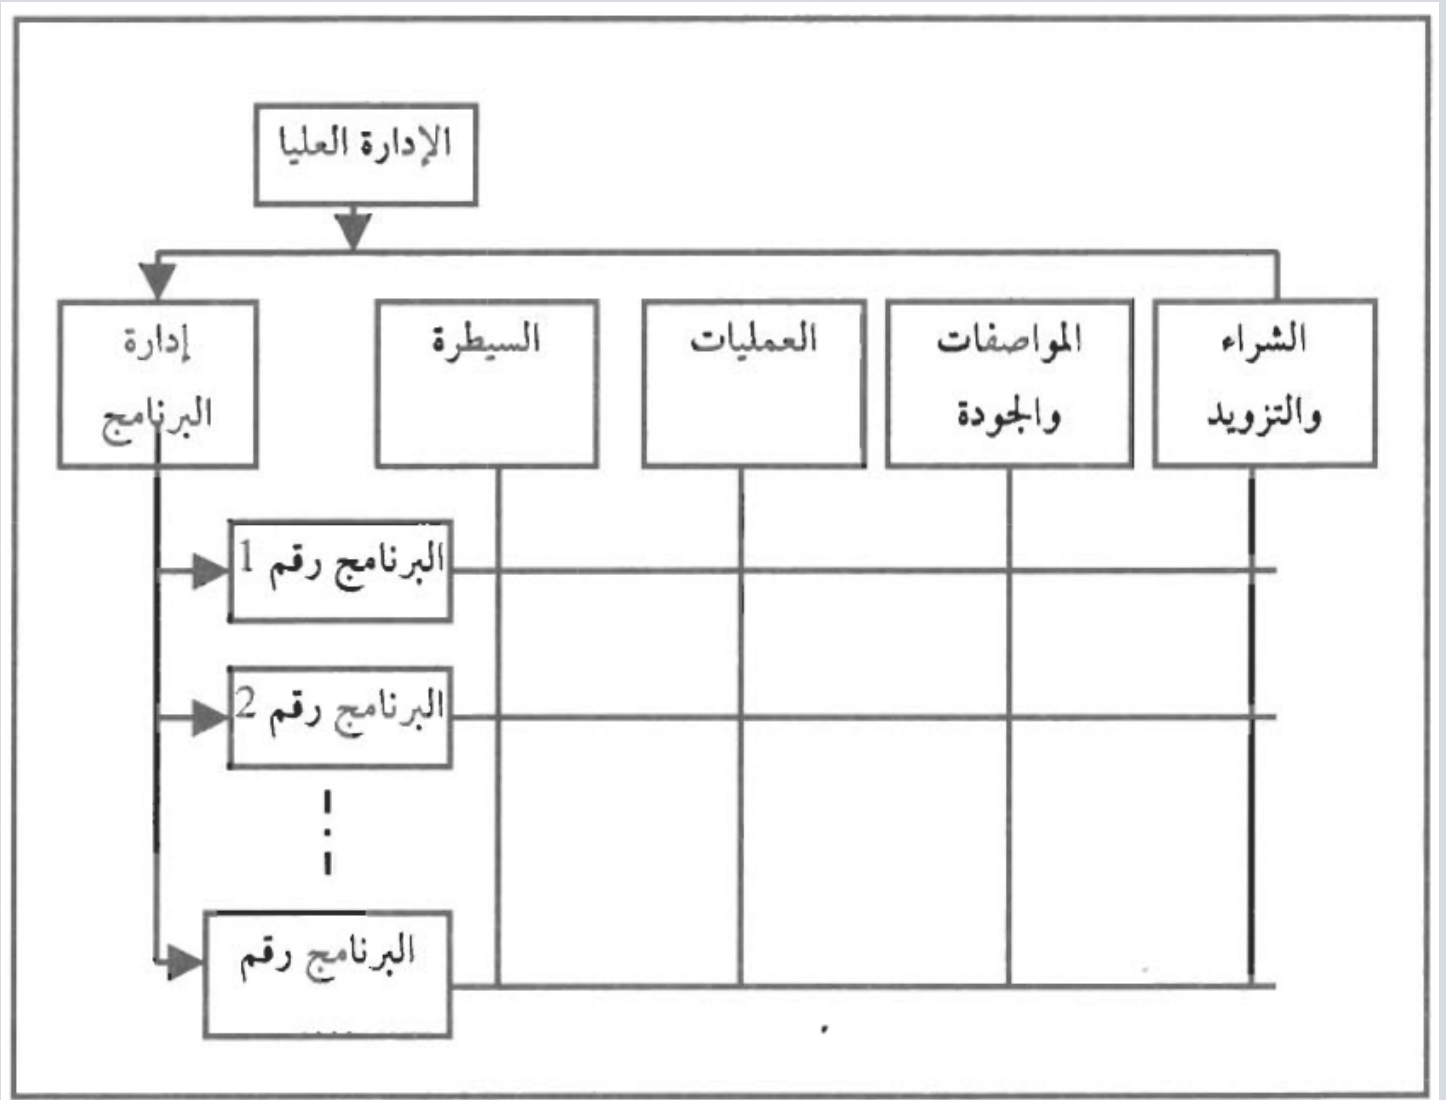 الإدارة العليا
الشراء
والتزويد
المواصفات
والجودة
العمليات
السيطرة
إدارة
البرنامج
البرنامج رقم 1
البرنامج رقم 2
البرنامج رقم
....